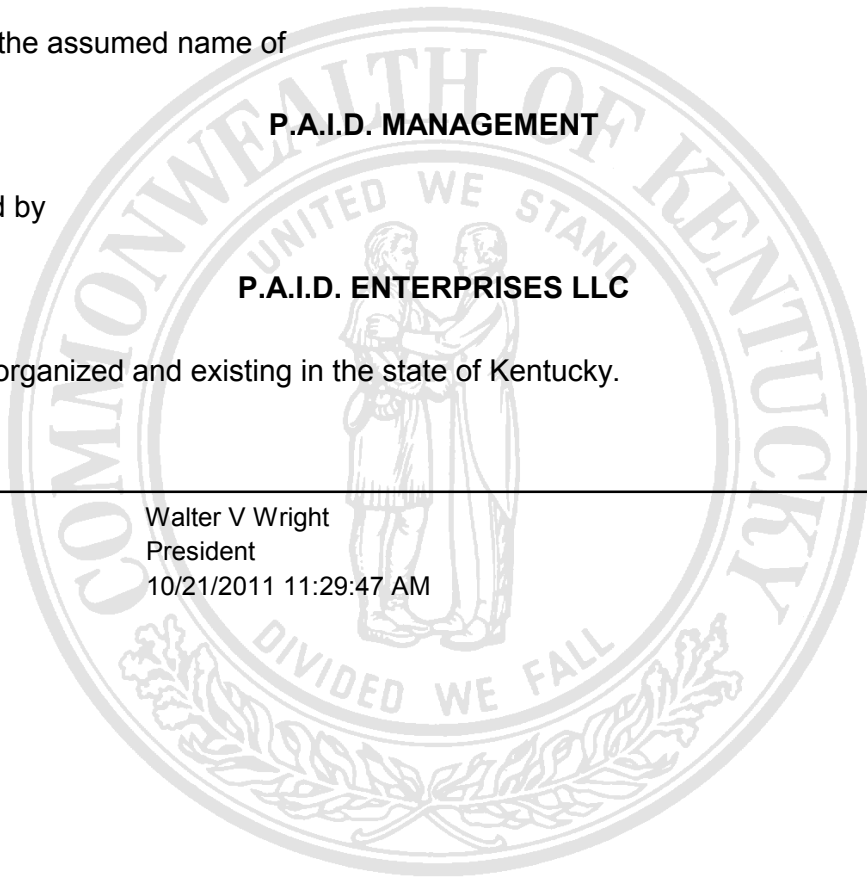 the assumed name of
P.A.I.D. MANAGEMENT
d by
P.A.I.D. ENTERPRISES LLC
organized and existing in the state of Kentucky.
Walter V Wright
President
10/21/2011 11:29:47 AM
COMMONWEALTH OF KENTUCKY
UNITED WE STAND
DIVIDED WE FALL